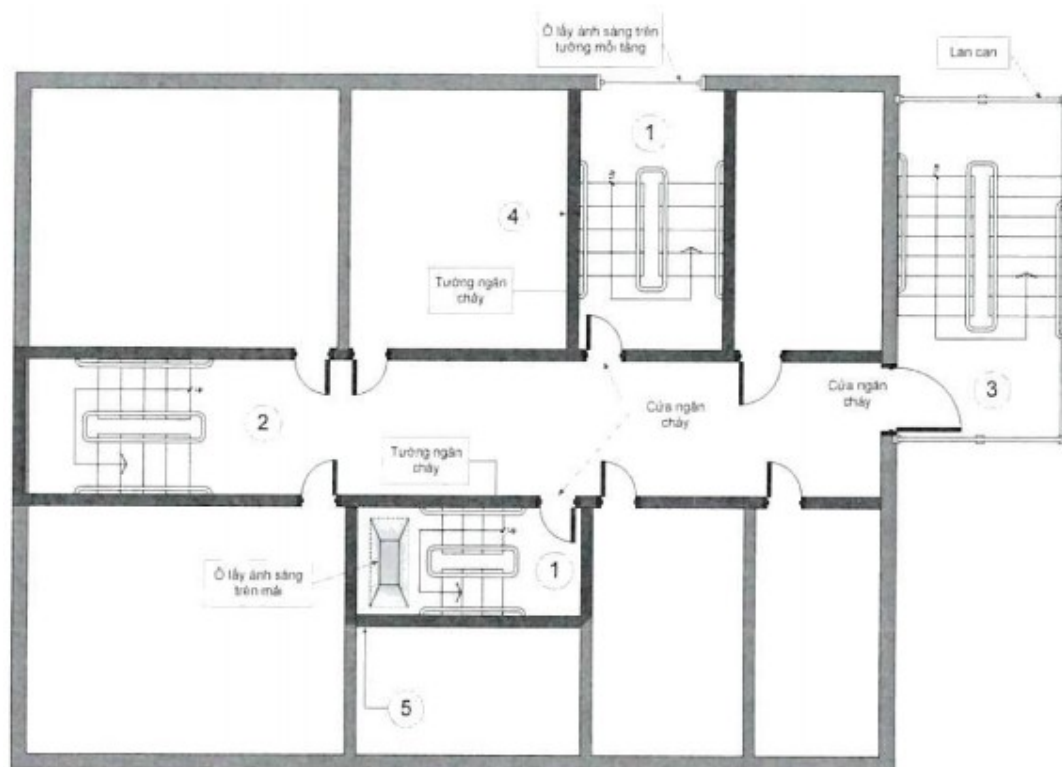 Ô lấy ánh sáng trên
tường mỗi tầng
Lan can
1
4
Tường ngăn
cháy
Cửa ngăn
cháy
3
2
Cửa ngăn
cháy
Tường ngăn
cháy
1
Ô lấy ánh sáng
trên mái
5